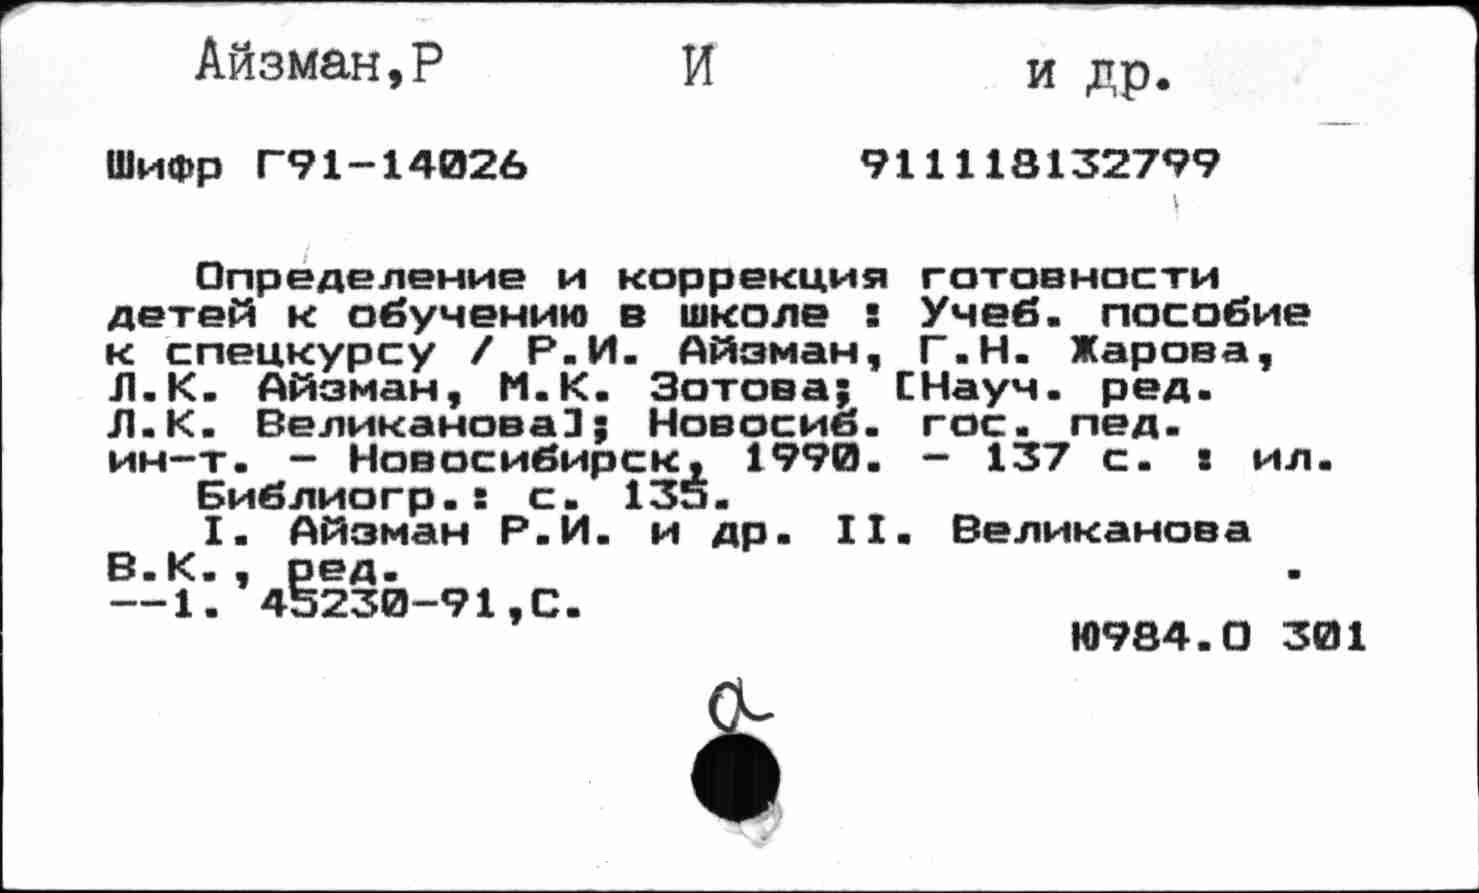 Айзман,Р И и др.
Шифр Г91-14026 911118132799
Определение и коррекция готовности
детей к обучению в школе : Учеб. пособие
к спецкурсу / Р.И. Айзман, Г.Н. Жарова,
Л.К. Айзман, М.К. Зотова; [Науч. ред.
Л.К. Великанова]; Новосиб. гос. пед.
ин-т. - Новосибирск, 1990. - 137 с. : ил.
Библиогр.: с. 135.
I. Айзман Р.И. и др. II. Великанова
В.К., ред.
--1. 45230-91,С.
Ю984.О 301
а